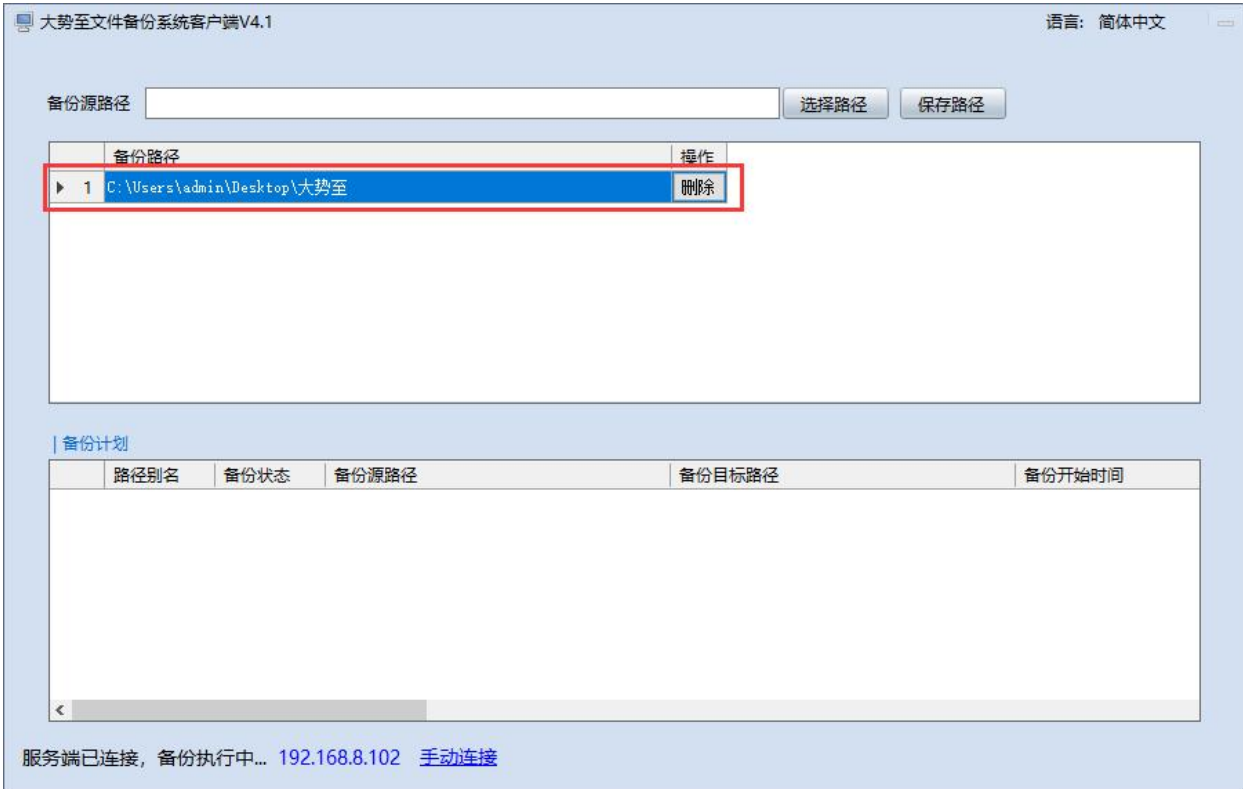 大势至文件备份系统客户端V4.1 语言: 简体中文
备份源路径 选择路径 保存路径
备份路径 操作
1 C:\Users\admin\Desktop\大势至 删除
|备份计划
路径别名 备份状态 备份源路径 备份目标路径 备份开始时间
服务端已连接, 备份执行中... 192.168.8.102 手动连接